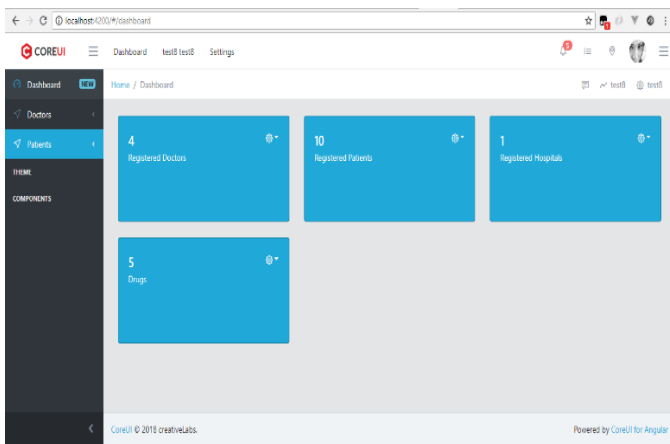 localhost:4200/#/dashboard
COREUI Dashboard test8 test8 Settings 5
Dashboard NEW
Home / Dashboard test8 test8
Doctors
Patients
THEME
COMPONENTS
4
Registered Doctors
10
Registered Patients
1
Registered Hospitals
5
Drugs
CoreUI © 2018 creativeLabs. Powered by CoreUI for Angular